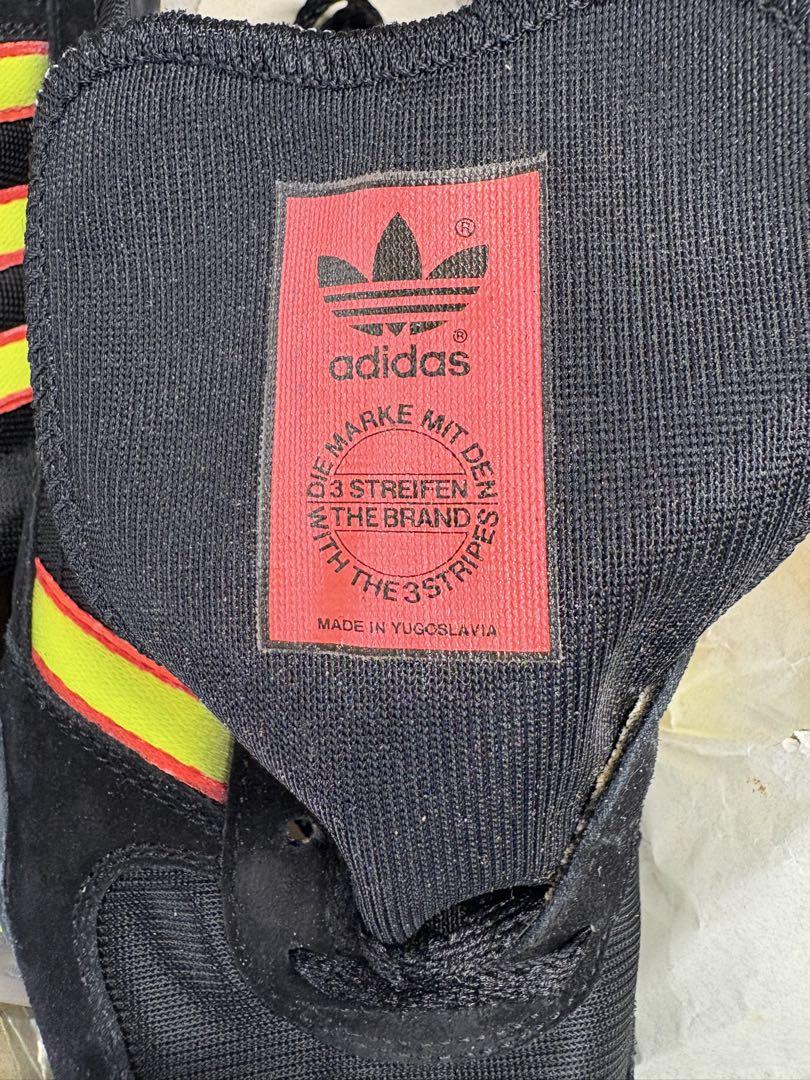 ®
®
adidas
DIE MARKE MIT DEN
3 STREIFEN
THE BRAND
WITH THE 3 STRIPES
MADE IN YUGOSLAVIA